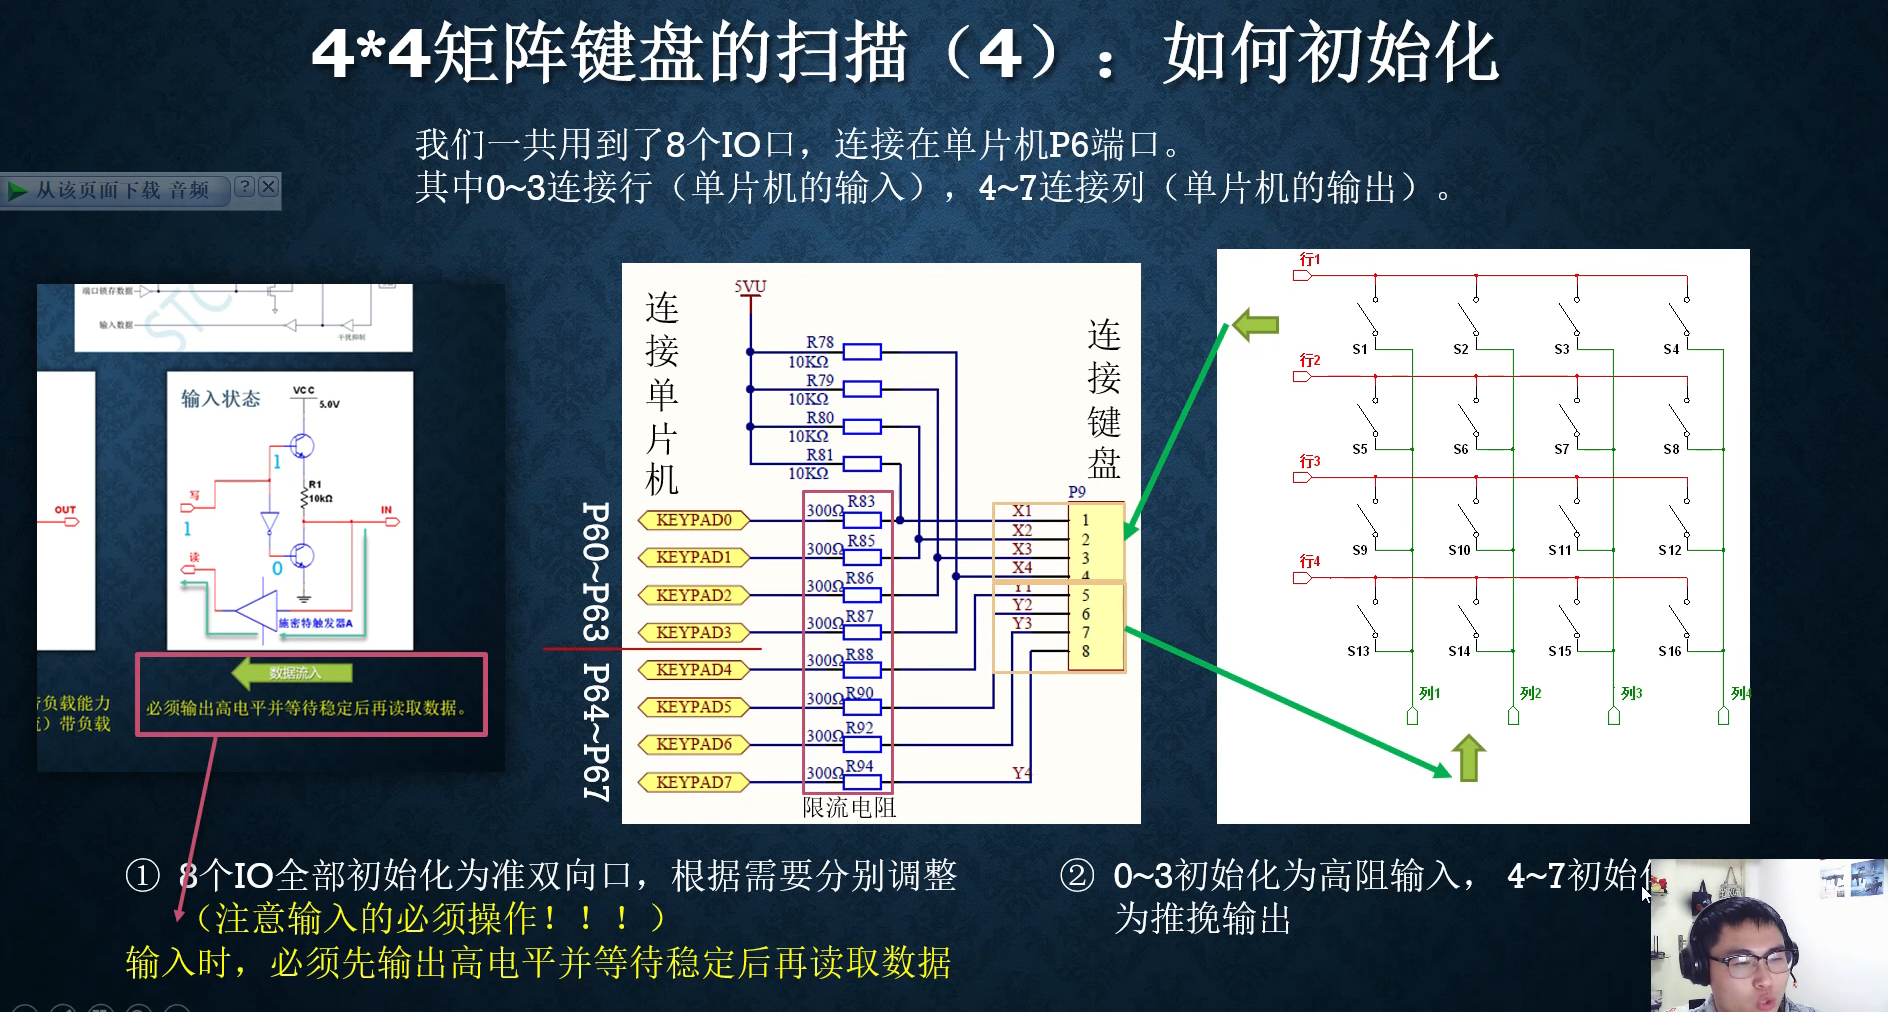 4*4矩阵键盘的扫描（4）：如何初始化
我们一共用到了8个IO口，连接在单片机P6端口。
其中0~3连接行（单片机的输入），4~7连接列（单片机的输出）。
从该页面下载 音频
端口锁存数据
输入数据
干扰抑制
STC
输入状态
VCC
5.0V
1
R1
10kΩ
写
1
OUT
IN
读
0
施密特触发器A
数据流入
必须输出高电平并等待稳定后再读取数据。
负载能力
）带负载
连接单片机
5VU
R78
10KΩ
R79
10KΩ
R80
10KΩ
R81
10KΩ
连接键盘
P9
P60~P63
P64~P67
KEYPAD0 300Ω R83 X1 1
KEYPAD1 300Ω R85 X2 2
KEYPAD2 300Ω R86 X3 3
KEYPAD3 300Ω R87 X4 4
KEYPAD4 300Ω R88 Y1 5
KEYPAD5 300Ω R90 Y2 6
KEYPAD6 300Ω R92 Y3 7
KEYPAD7 300Ω R94 Y4 8
限流电阻
行1
S1 S2 S3 S4
行2
S5 S6 S7 S8
行3
S9 S10 S11 S12
行4
S13 S14 S15 S16
列1 列2 列3 列4
① 8个IO全部初始化为准双向口，根据需要分别调整
（注意输入的必须操作！！！）
输入时，必须先输出高电平并等待稳定后再读取数据
② 0~3初始化为高阻输入， 4~7初始化
为推挽输出